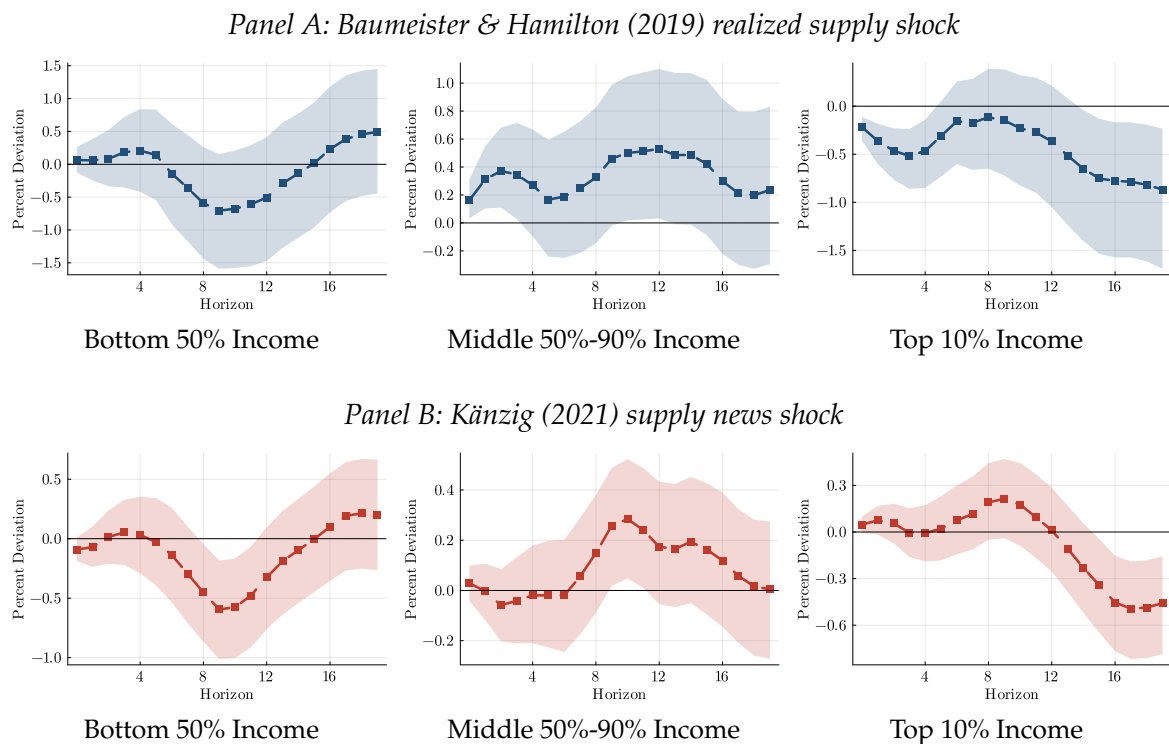 Panel A: Baumeister & Hamilton (2019) realized supply shock
Percent Deviation
1.5
1.0
0.5
0.0
−0.5
−1.0
−1.5
4 8 12 16
Horizon
Bottom 50% Income
Percent Deviation
1.0
0.8
0.6
0.4
0.2
0.0
−0.2
4 8 12 16
Horizon
Middle 50%-90% Income
Percent Deviation
0.0
−0.5
−1.0
−1.5
4 8 12 16
Horizon
Top 10% Income
Panel B: Känzig (2021) supply news shock
Percent Deviation
0.5
0.0
−0.5
−1.0
4 8 12 16
Horizon
Bottom 50% Income
Percent Deviation
0.4
0.2
0.0
−0.2
4 8 12 16
Horizon
Middle 50%-90% Income
Percent Deviation
0.3
0.0
−0.3
−0.6
4 8 12 16
Horizon
Top 10% Income